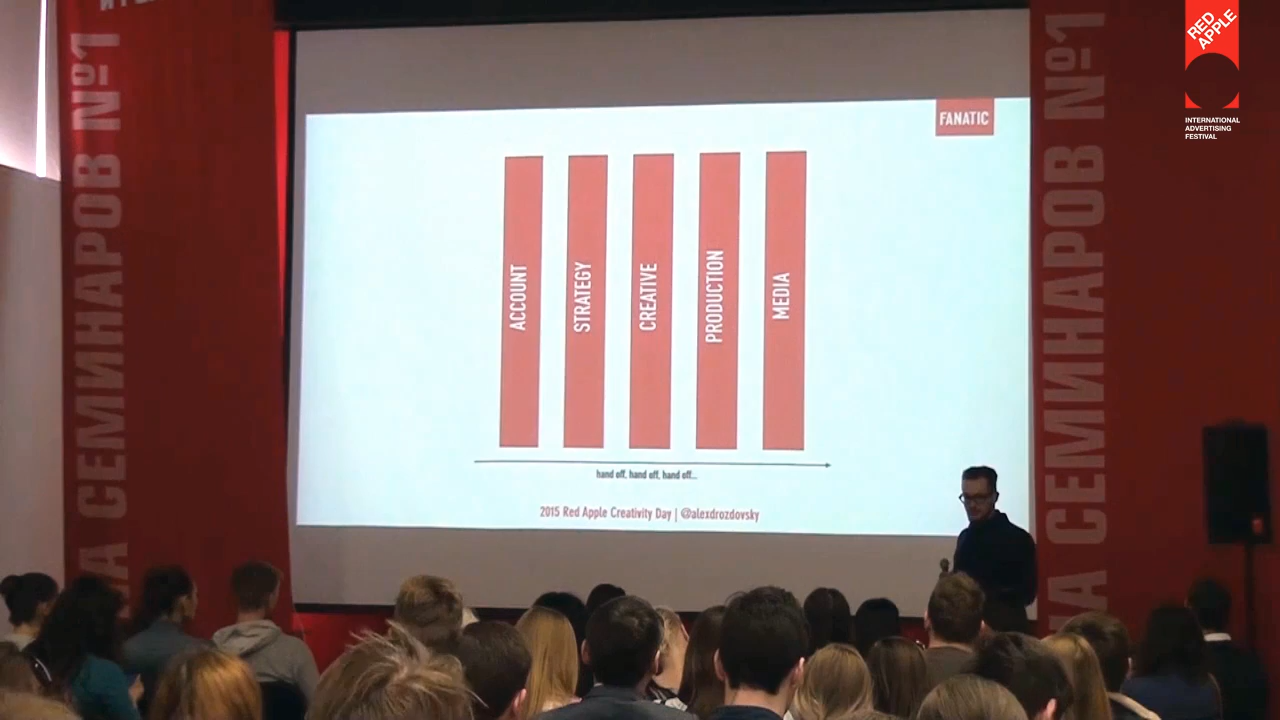 СЕМИНАРОВ №1
FANATIC
ACCOUNT
STRATEGY
CREATIVE
PRODUCTION
MEDIA
hand off, hand off, hand off...
2015 Red Apple Creativity Day | @alexdrozdovsky
НА СЕМИНАРОВ №1
RED
APPLE
INTERNATIONAL
ADVERTISING
FESTIVAL